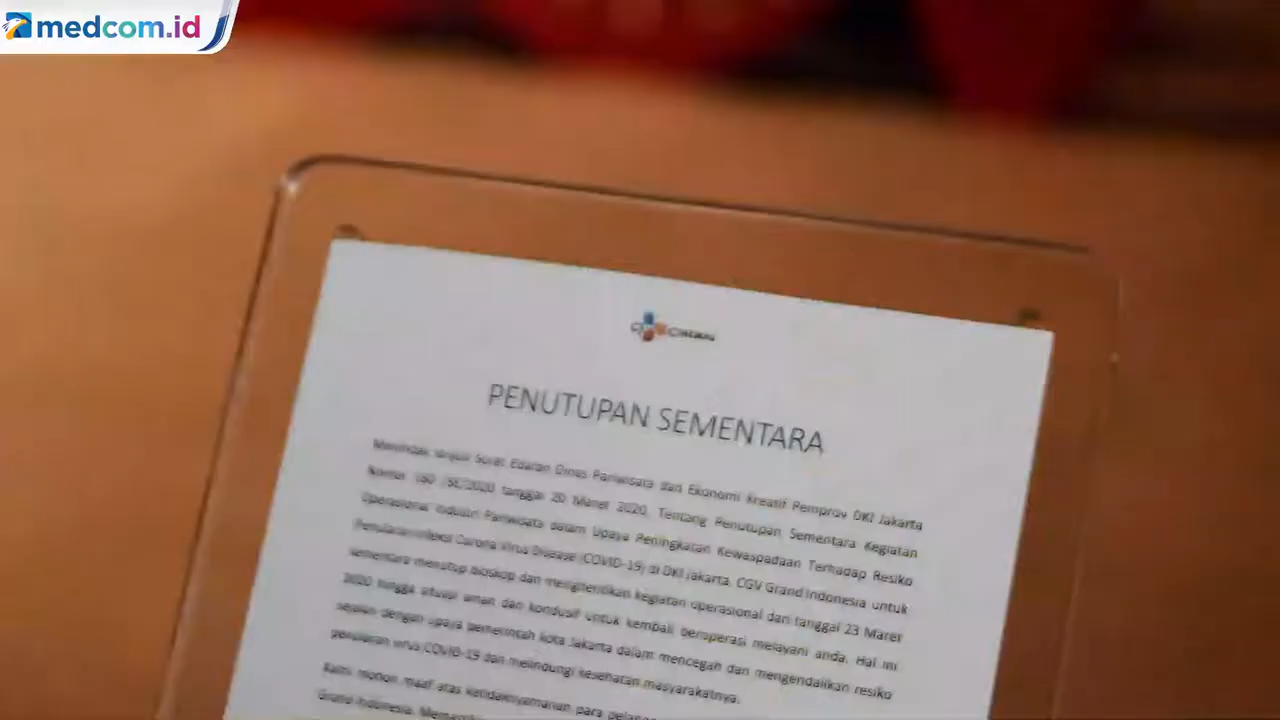 medcom.id
CJ
PENUTUPAN SEMENTARA
Menindak lanjuti Surat Edaran Dinas Pariwisata dan Ekonomi Kreatif Pemprov DKI Jakarta
Nomor /SE/2020 tanggal 20 Maret 2020, Tentang Penutupan Sementara Kegiatan
Operasional Industri Pariwisata dalam Upaya Peningkatan Kewaspadaan Terhadap Resiko
Penularan Infeksi Corona Virus Disease (COVID-19) di DKI Jakarta, CGV Grand Indonesia untuk
sementara menutup bioskop dan mengentikan kegiatan operasional dari tanggal 23 Maret
2020 hingga situasi aman dan kondusif untuk kembali beroperasi melayani anda. Hal ini
sejalan dengan upaya pemerintah kota Jakarta dalam mencegah dan mengendalikan resiko
penularan virus COVID-19 dan melindungi kesehatan masyarakatnya.
Kami mohon maaf atas ketidaknyamanan para
Grand Indonesia.